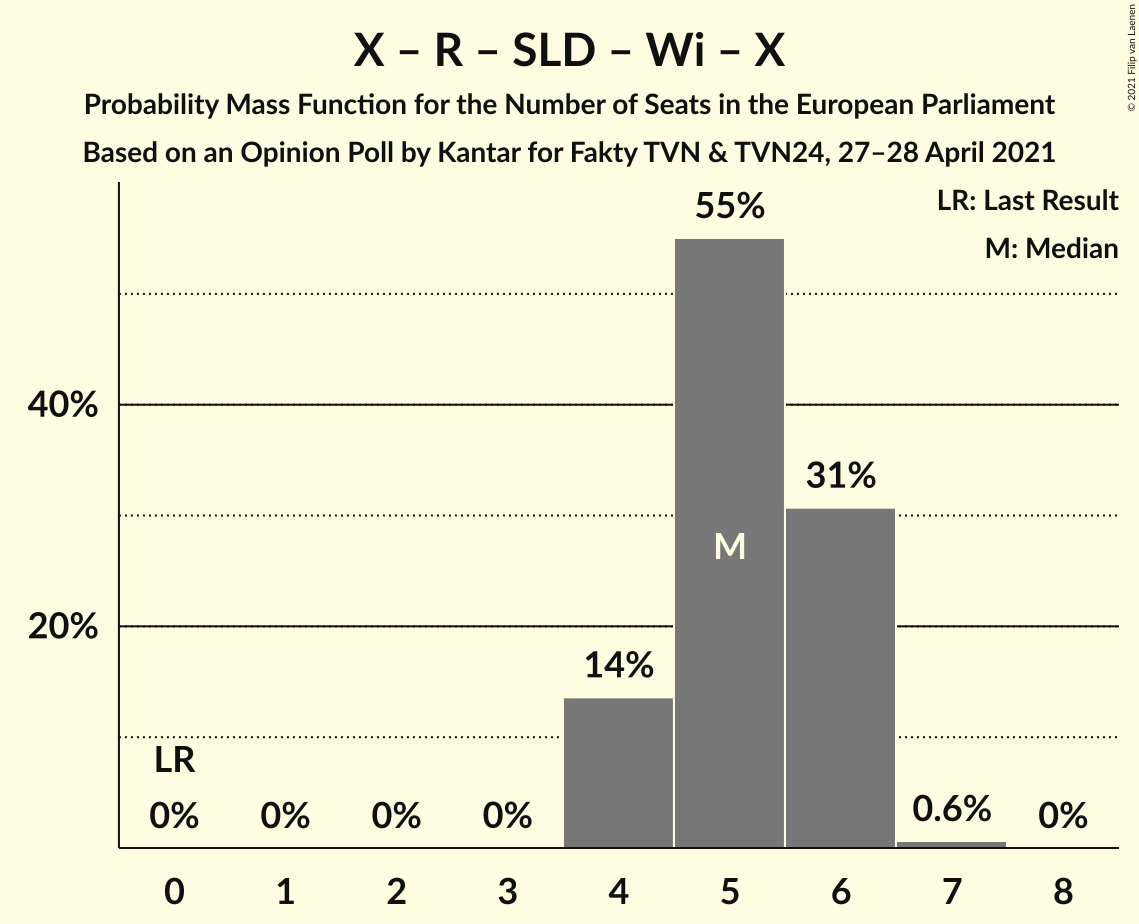 X – R – SLD – Wi – X
Probability Mass Function for the Number of Seats in the European Parliament
Based on an Opinion Poll by Kantar for Fakty TVN & TVN24, 27–28 April 2021
© 2021 Filip van Laenen
LR: Last Result
M: Median
55%
40%
31%
M
20%
14%
LR
0% 0% 0% 0% 0.6% 0%
0 1 2 3 4 5 6 7 8